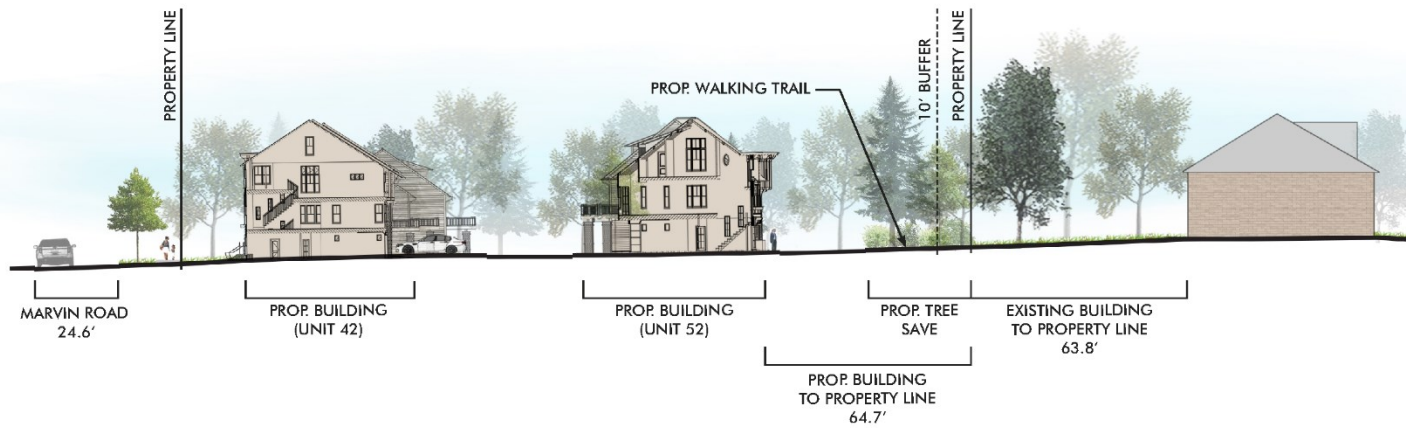 PROPERTY LINE
PROP. WALKING TRAIL
10' BUFFER
PROPERTY LINE
MARVIN ROAD
24.6'
PROP. BUILDING
(UNIT 42)
PROP. BUILDING
(UNIT 52)
PROP. TREE
SAVE
EXISTING BUILDING
TO PROPERTY LINE
63.8'
PROP. BUILDING
TO PROPERTY LINE
64.7'